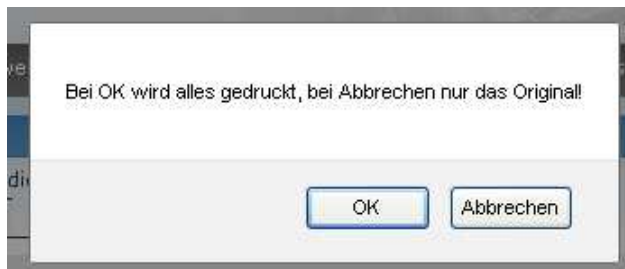 Bei OK wird alles gedruckt, bei Abbrechen nur das Original!
OK
Abbrechen